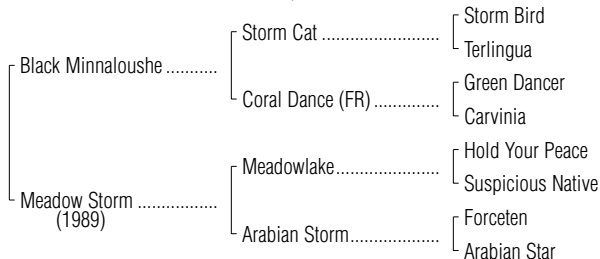 Storm Bird
Storm Cat ......................
Terlingua
Black Minnaloushe ...........
Green Dancer
Coral Dance (FR) ...............
Carvinia
Hold Your Peace
Meadowlake........................
Suspicious Native
Meadow Storm .................
(1989)
Forceten
Arabian Storm.....................
Arabian Star